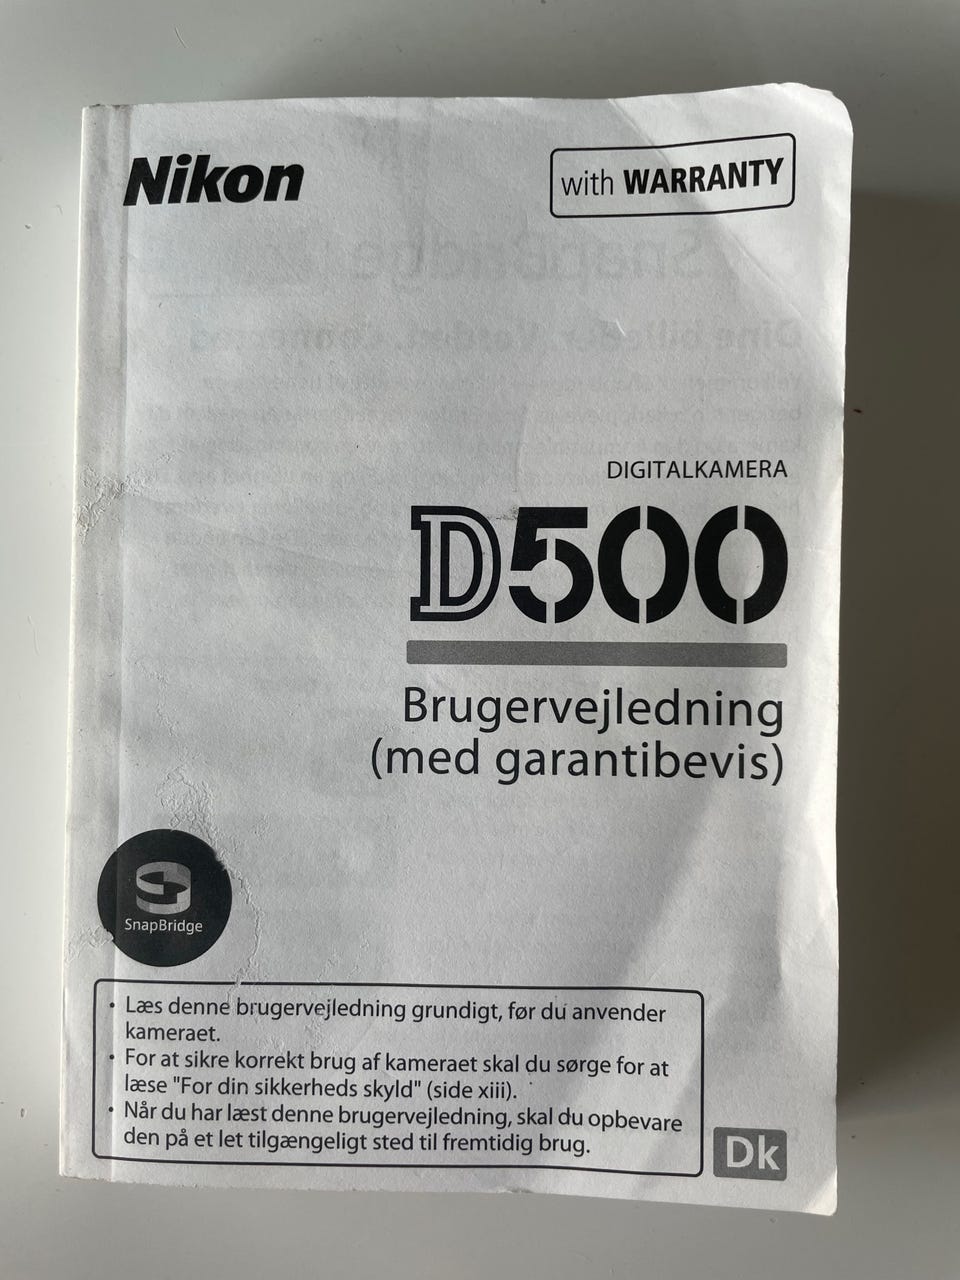 Nikon
with WARRANTY
DIGITALKAMERA
D500
Brugervejledning
(med garantibevis)
SnapBridge
• Læs denne brugervejledning grundigt, før du anvender
kameraet.
• For at sikre korrekt brug af kameraet skal du sørge for at
læse "For din sikkerheds skyld" (side xiii).
• Når du har læst denne brugervejledning, skal du opbevare
den på et let tilgængeligt sted til fremtidig brug.
Dk